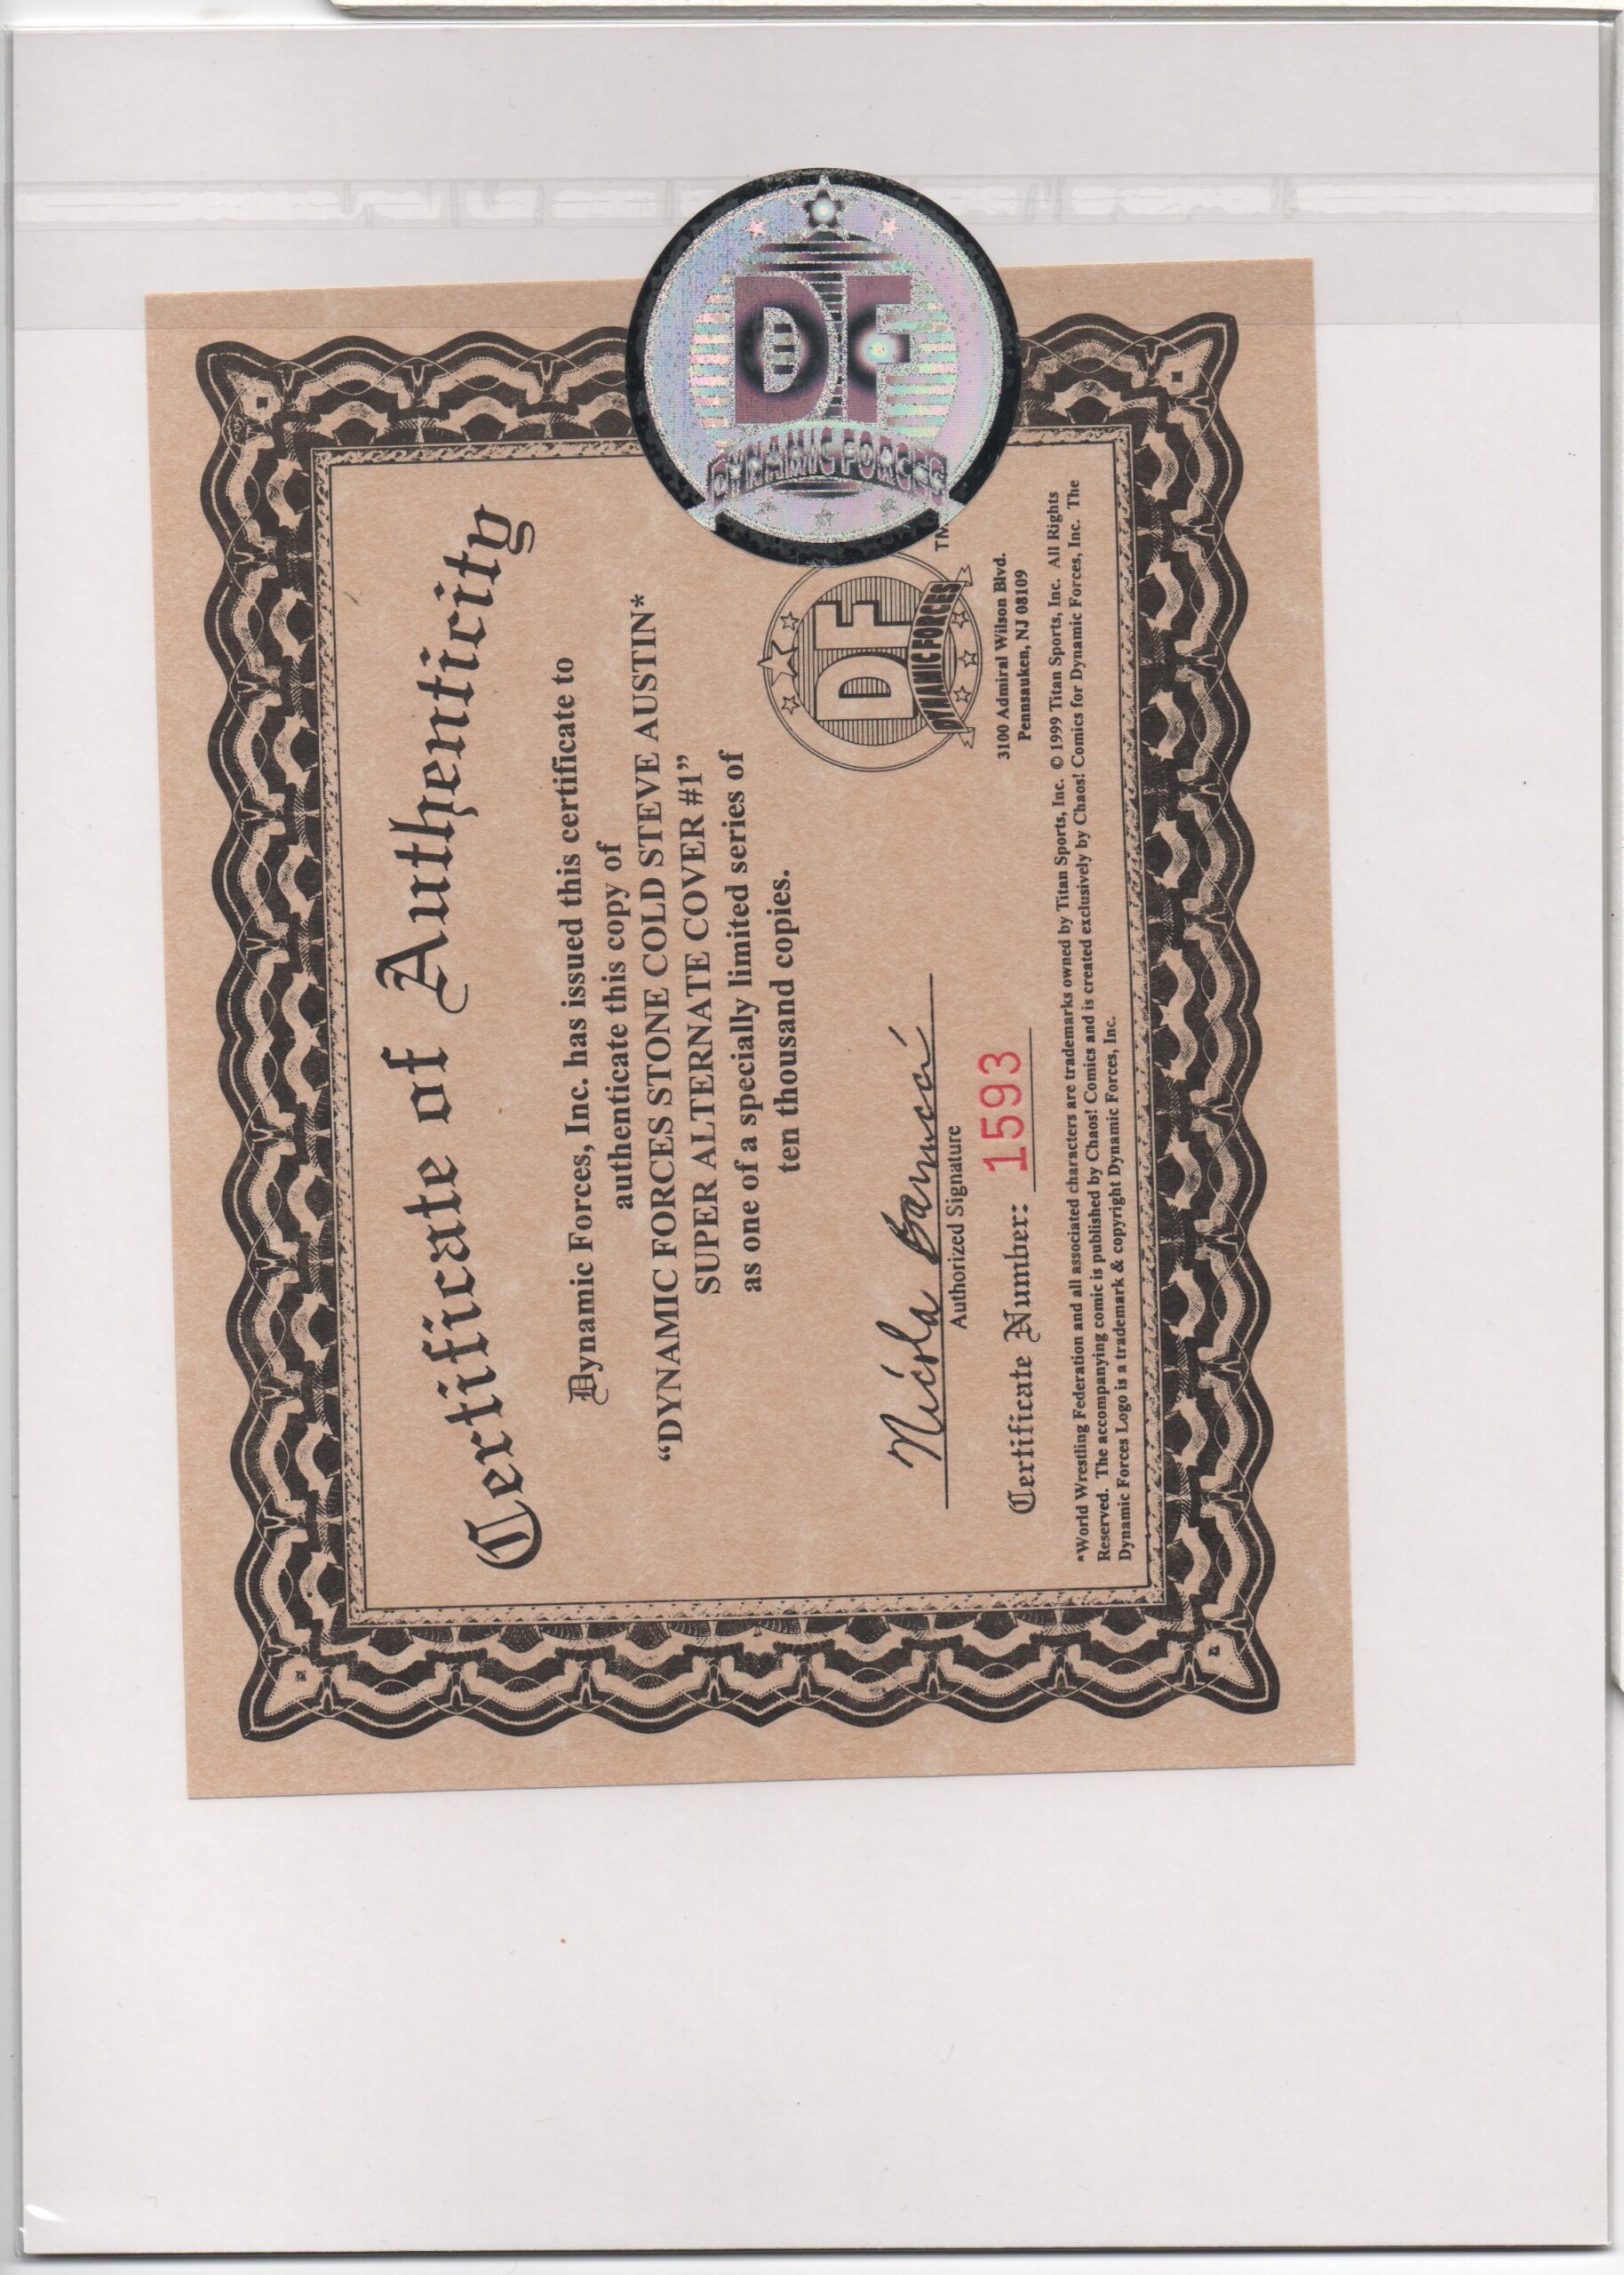 DF
DYNAMIC FORCES
Certificate of Authenticity
Dynamic Forces, Inc. has issued this certificate to
authenticate this copy of
“DYNAMIC FORCES STONE COLD STEVE AUSTIN*
SUPER ALTERNATE COVER #1”
as one of a specially limited series of
ten thousand copies.
Nicola
Authorized Signature
Certificate Number: 1593
DF
DYNAMIC FORCES
TM
3100 Admiral Wilson Blvd.
Pennsauken, NJ 08109
*World Wrestling Federation and all associated characters are trademarks owned by Titan Sports, Inc. © 1999 Titan Sports, Inc. All Rights
Reserved. The accompanying comic is published by Chaos! Comics and is created exclusively by Chaos! Comics for Dynamic Forces, Inc. The
Dynamic Forces Logo is a trademark & copyright Dynamic Forces, Inc.